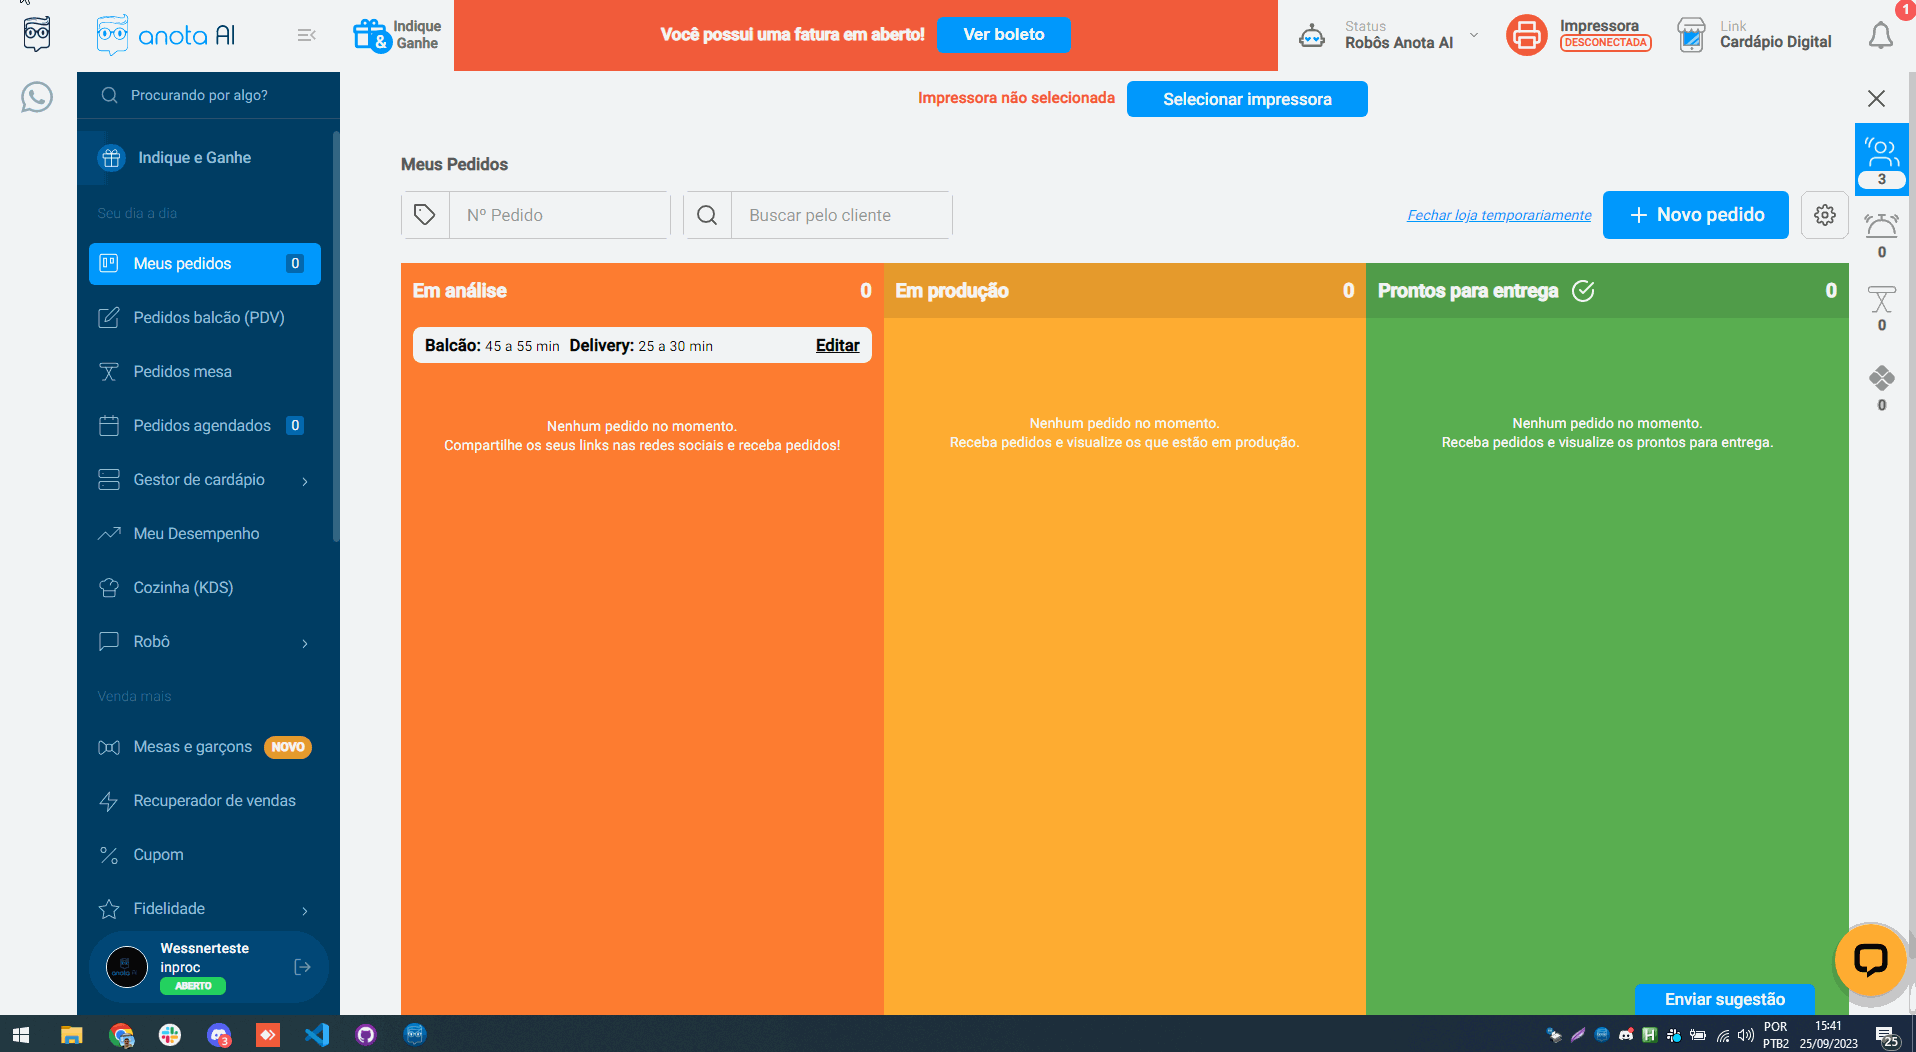 anota AI
Indique
Ganhe
&
Você possui uma fatura em aberto!
Ver boleto
Status
Robôs Anota AI
Impressora
DESCONECTADA
Link
Cardápio Digital
1
Procurando por algo?
Impressora não selecionada
Selecionar impressora
Indique e Ganhe
Seu dia a dia
Meus pedidos
0
Pedidos balcão (PDV)
Pedidos mesa
Pedidos agendados
0
Gestor de cardápio
Meu Desempenho
Cozinha (KDS)
Robô
Venda mais
Mesas e garçons
NOVO
Recuperador de vendas
Cupom
Fidelidade
Wessnerteste
inproc
ABERTO
Meus Pedidos
Nº Pedido
Buscar pelo cliente
Fechar loja temporariamente
Novo pedido
Em análise
0
Balcão: 45 a 55 min Delivery: 25 a 30 min
Editar
Nenhum pedido no momento.
Compartilhe os seus links nas redes sociais e receba pedidos!
Em produção
0
Nenhum pedido no momento.
Receba pedidos e visualize os que estão em produção.
Prontos para entrega
0
Nenhum pedido no momento.
Receba pedidos e visualize os prontos para entrega.
3
0
0
0
Enviar sugestão
3
POR
PTB2
15:41
25/09/2023
25